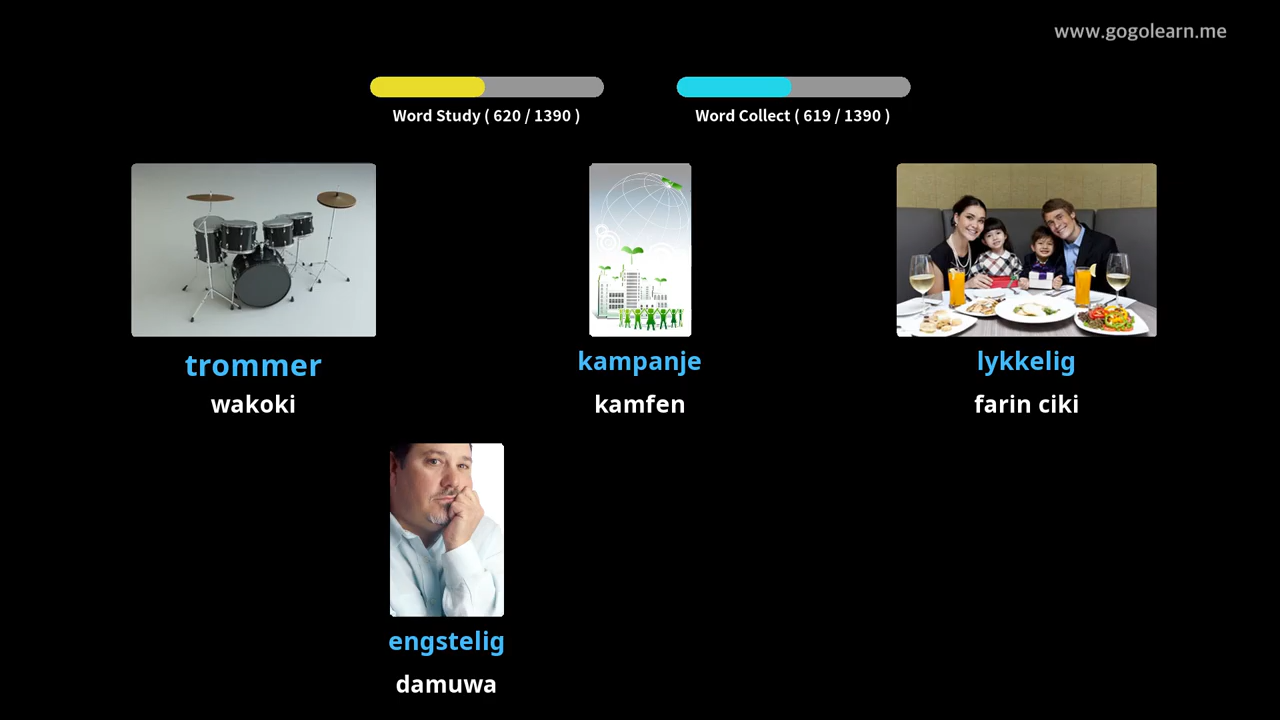 www.gogolearn.me
Word Study ( 620 / 1390 )
Word Collect ( 619 / 1390 )
trommer
wakoki
kampanje
kamfen
lykkelig
farin ciki
engstelig
damuwa